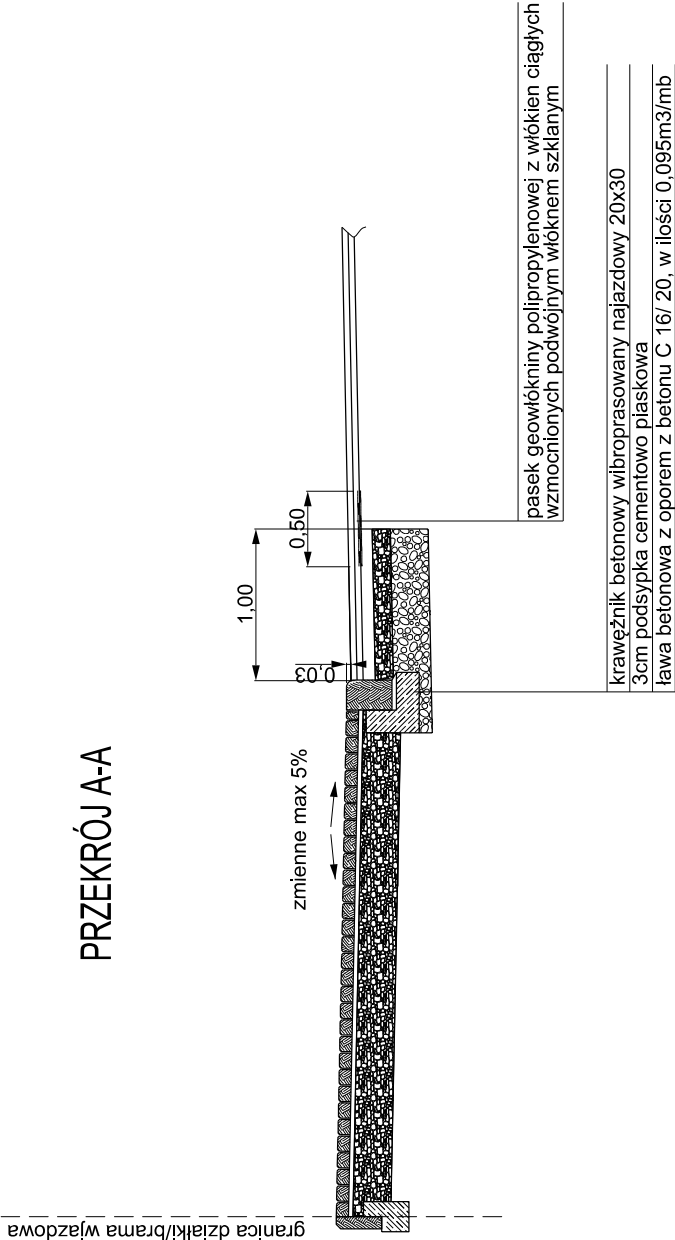 PRZEKRÓJ A-A
granica działki/brama wjazdowa
zmienne max 5%
1,00
0,50
0,03
pasek geowłókniny polipropylenowej z włókien ciągłych
wzmocnionych podwójnym włóknem szklanym
krawężnik betonowy wibroprasowany najazdowy 20x30
3cm podsypka cementowo piaskowa
ława betonowa z oporem z betonu C 16/ 20, w ilości 0,095m3/mb